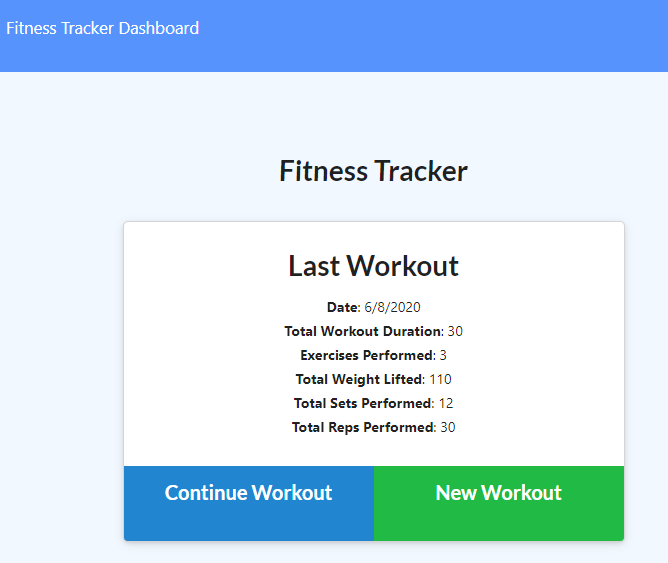 Fitness Tracker Dashboard
Fitness Tracker
Last Workout
Date: 6/8/2020
Total Workout Duration: 30
Exercises Performed: 3
Total Weight Lifted: 110
Total Sets Performed: 12
Total Reps Performed: 30
Continue Workout New Workout